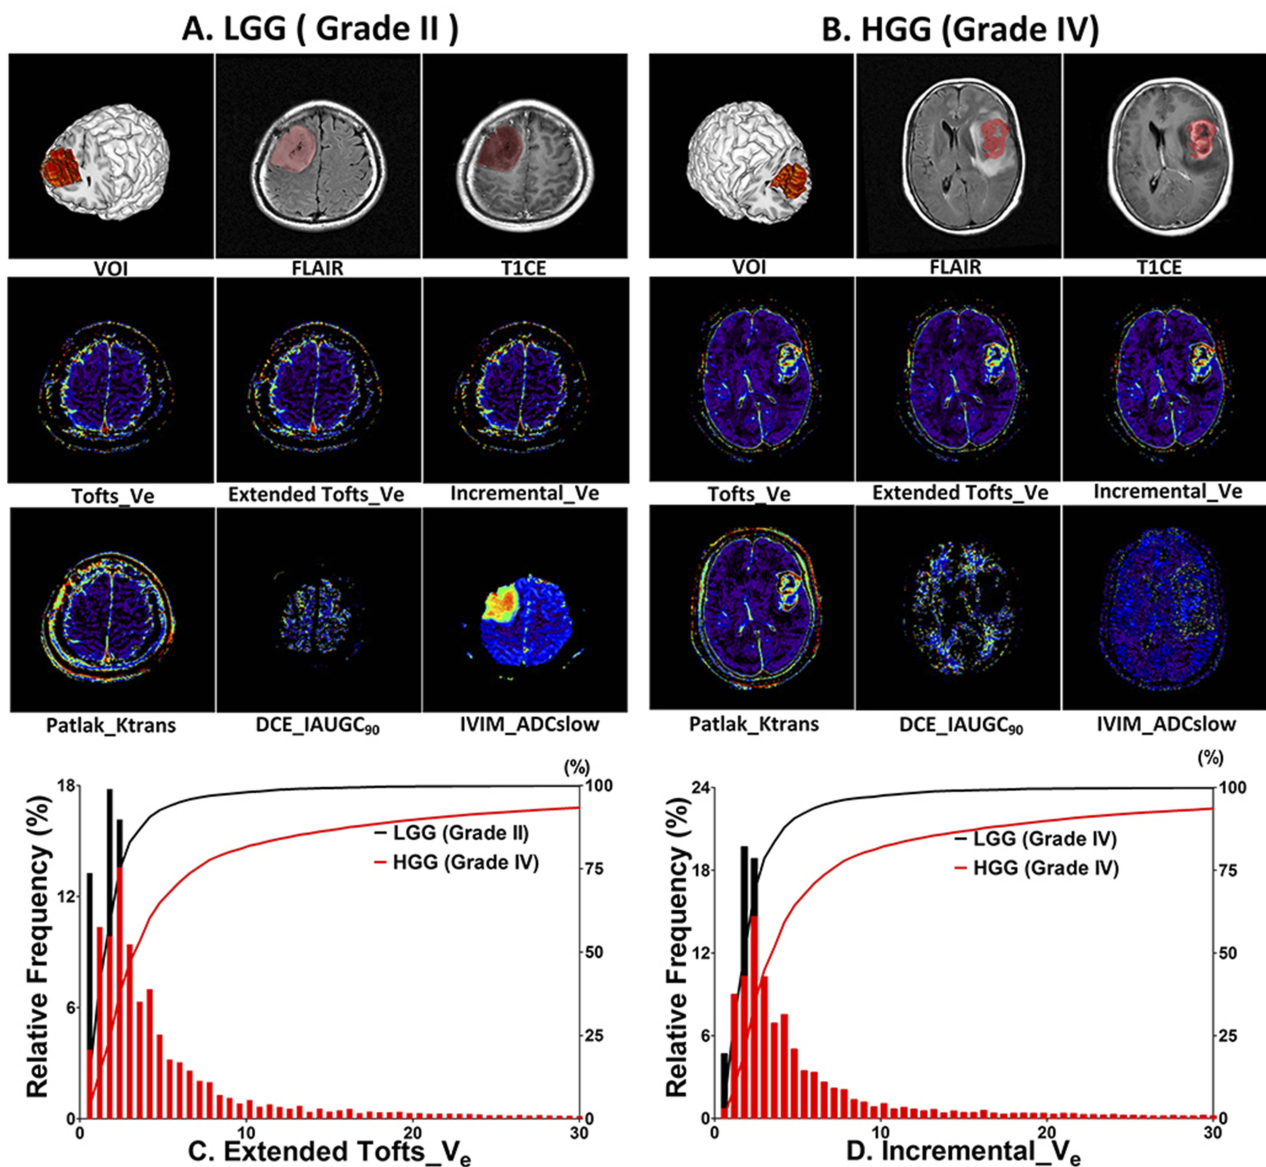 A. LGG ( Grade II )
B. HGG (Grade IV)
VOI
FLAIR
T1CE
VOI
FLAIR
T1CE
Tofts_Ve
Extended Tofts_Ve
Incremental_Ve
Tofts_Ve
Extended Tofts_Ve
Incremental_Ve
Patlak_Ktrans
DCE_IAUGC₉₀
IVIM_ADCslow
Patlak_Ktrans
DCE_IAUGC₉₀
IVIM_ADCslow
(%)
Relative Frequency (%)
18
12
6
0
100
75
50
25
0
LGG (Grade II)
HGG (Grade IV)
0
10
20
30
C. Extended Tofts_Vₑ
(%)
Relative Frequency (%)
24
18
12
6
0
100
75
50
25
0
LGG (Grade IV)
HGG (Grade IV)
0
10
20
30
D. Incremental_Vₑ